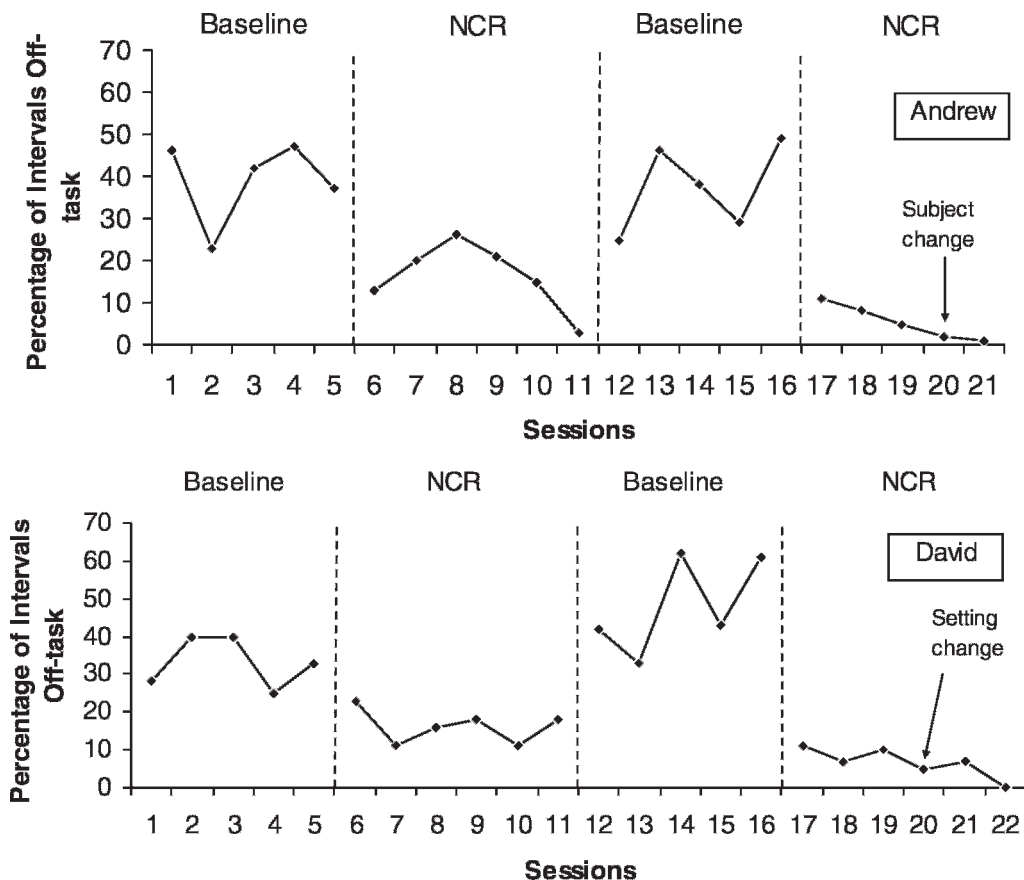 Baseline NCR Baseline NCR
Percentage of Intervals Off-
task
70
60
50
40
30
20
10
0
Andrew
Subject
change
1 2 3 4 5 6 7 8 9 10 11 12 13 14 15 16 17 18 19 20 21
Sessions
Baseline NCR Baseline NCR
Percentage of Intervals
Off-task
70
60
50
40
30
20
10
0
David
Setting
change
1 2 3 4 5 6 7 8 9 10 11 12 13 14 15 16 17 18 19 20 21 22
Sessions